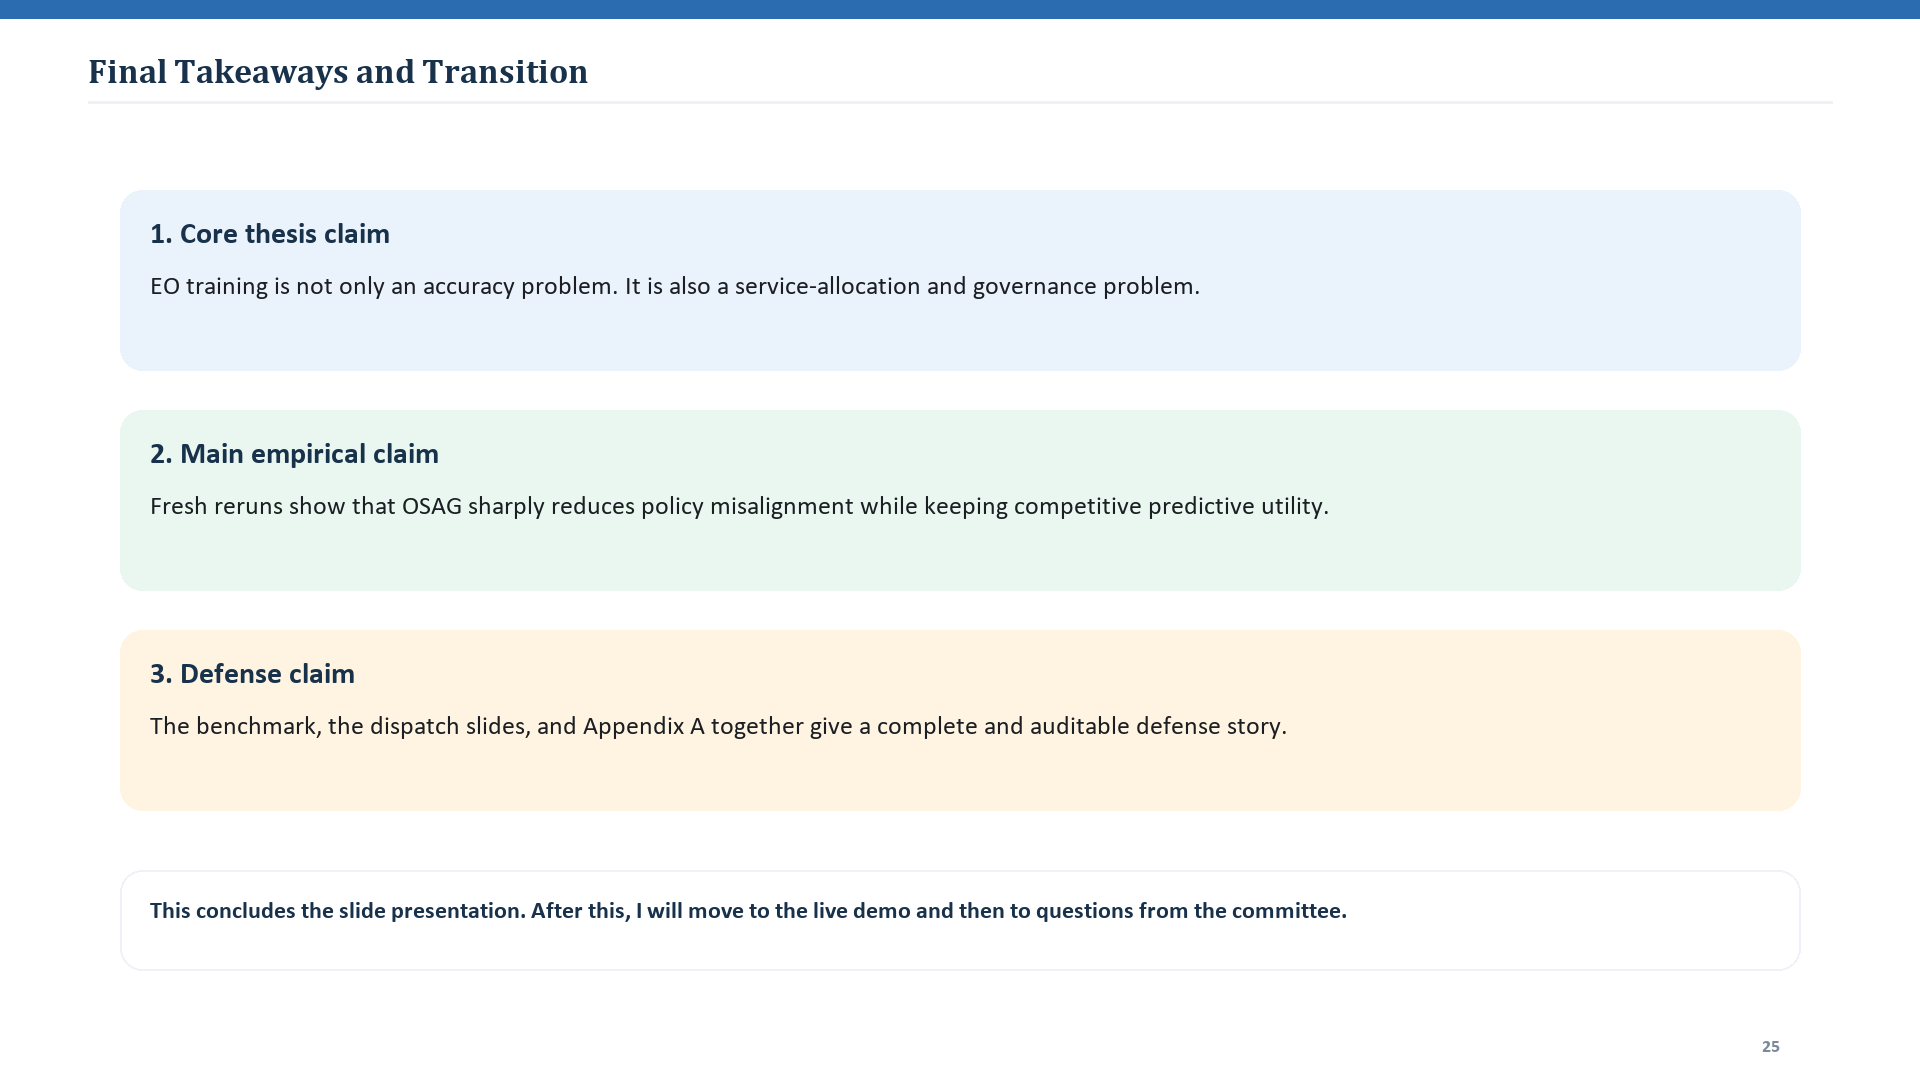 Final Takeaways and Transition
1. Core thesis claim
EO training is not only an accuracy problem. It is also a service-allocation and governance problem.
2. Main empirical claim
Fresh reruns show that OSAG sharply reduces policy misalignment while keeping competitive predictive utility.
3. Defense claim
The benchmark, the dispatch slides, and Appendix A together give a complete and auditable defense story.
This concludes the slide presentation. After this, I will move to the live demo and then to questions from the committee.
25